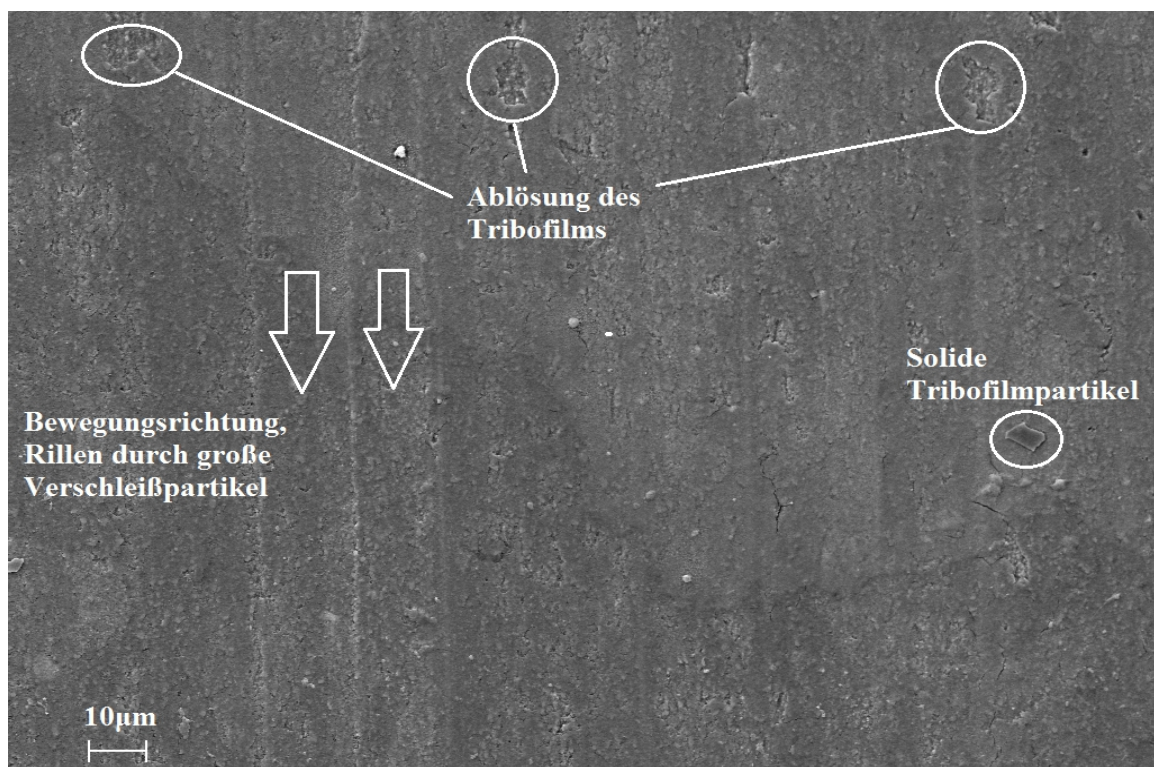 Ablösung des
Tribofilms
Solide
Tribofilmpartikel
Bewegungsrichtung,
Rillen durch große
Verschleißpartikel
10µm